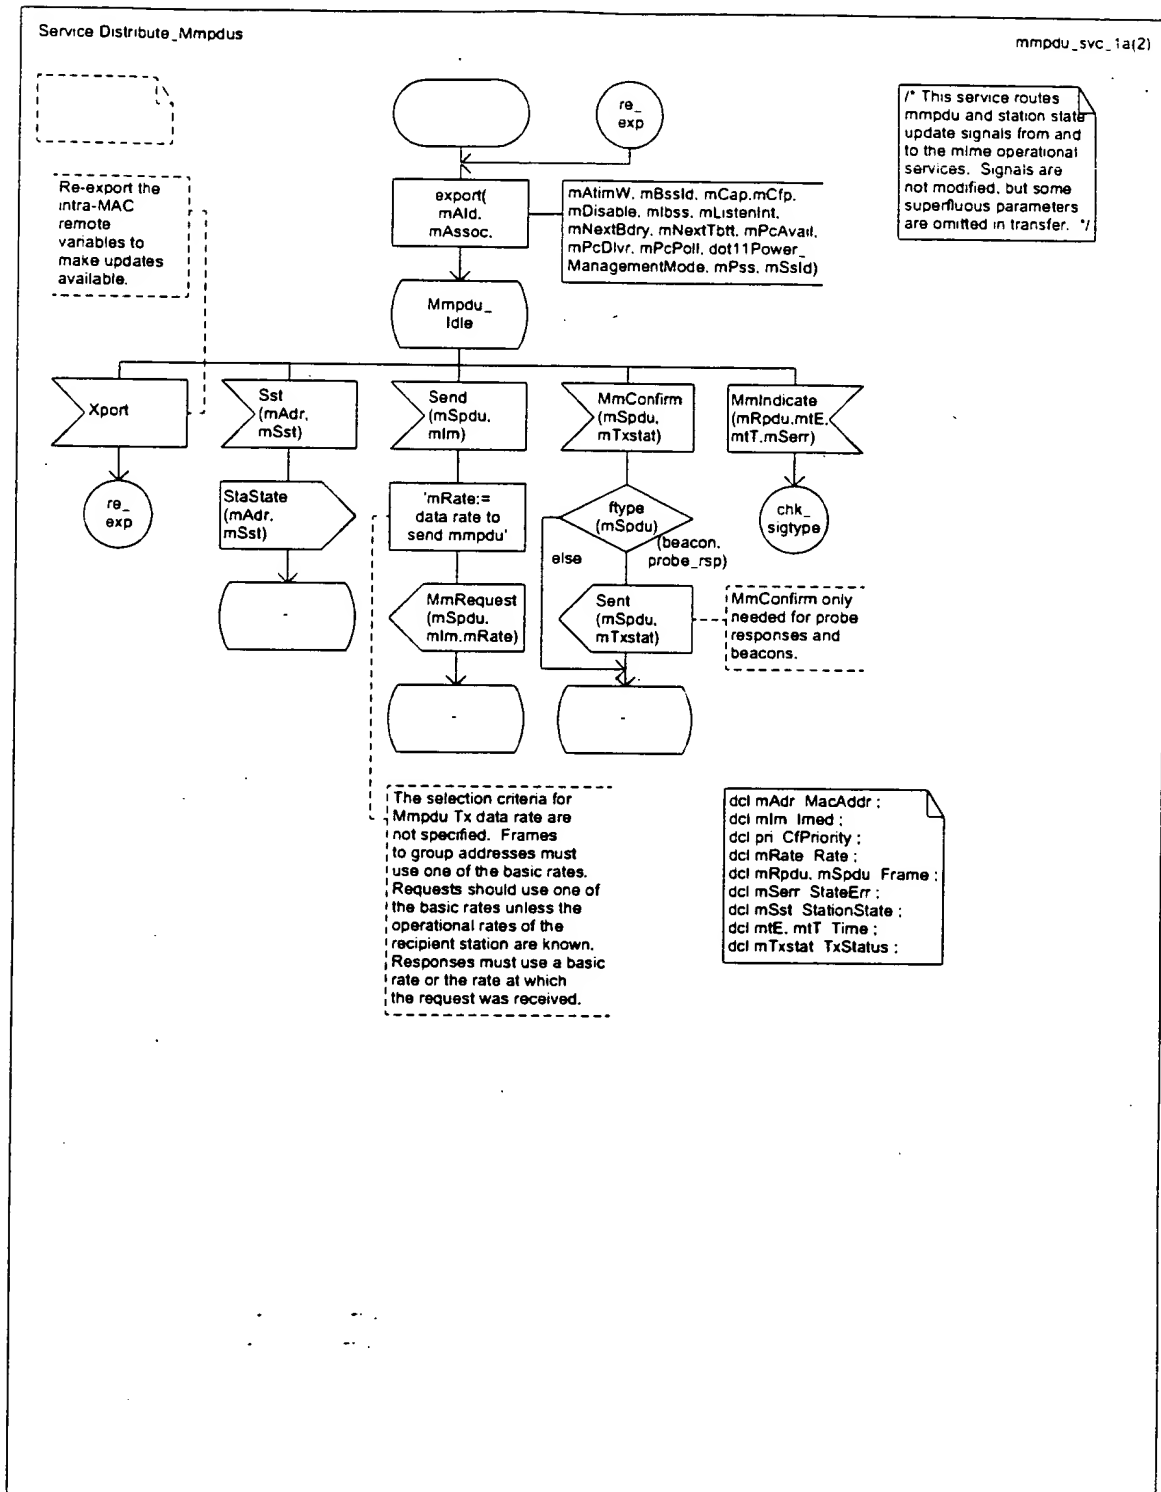 Service Distribute_Mmpdus
mmpdu_svc_1a(2)
re_
exp
/* This service routes
mmpdu and station state
update signals from and
to the mlme operational
services. Signals are
not modified, but some
superfluous parameters
are omitted in transfer. */
Re-export the
intra-MAC
remote
variables to
make updates
available.
export(
mAId,
mAssoc,
mAtimW, mBssId, mCap,mCfp,
mDisable, mIbss, mListenInt,
mNextBdry, mNextTbtt, mPcAvail,
mPcDlvr, mPcPoll, dot11Power_
ManagementMode, mPss, mSsId)
Mmpdu_
Idle
Xport
Sst
(mAdr,
mSst)
Send
(mSpdu,
mIm)
MmConfirm
(mSpdu,
mTxstat)
MmIndicate
(mRpdu,mtE,
mtT,mSerr)
re_
exp
StaState
(mAdr,
mSst)
'mRate:=
data rate to
send mmpdu'
ftype
(mSpdu)
chk_
sigtype
else
(beacon,
probe_rsp)
-
MmRequest
(mSpdu,
mIm,mRate)
Sent
(mSpdu,
mTxstat)
MmConfirm only
needed for probe
responses and
beacons.
-
-
The selection criteria for
Mmpdu Tx data rate are
not specified. Frames
to group addresses must
use one of the basic rates.
Requests should use one of
the basic rates unless the
operational rates of the
recipient station are known.
Responses must use a basic
rate or the rate at which
the request was received.
dcl mAdr MacAddr ;
dcl mIm Imed ;
dcl pri CfPriority ;
dcl mRate Rate ;
dcl mRpdu, mSpdu Frame ;
dcl mSerr StateErr ;
dcl mSst StationState ;
dcl mtE, mtT Time ;
dcl mTxstat TxStatus ;